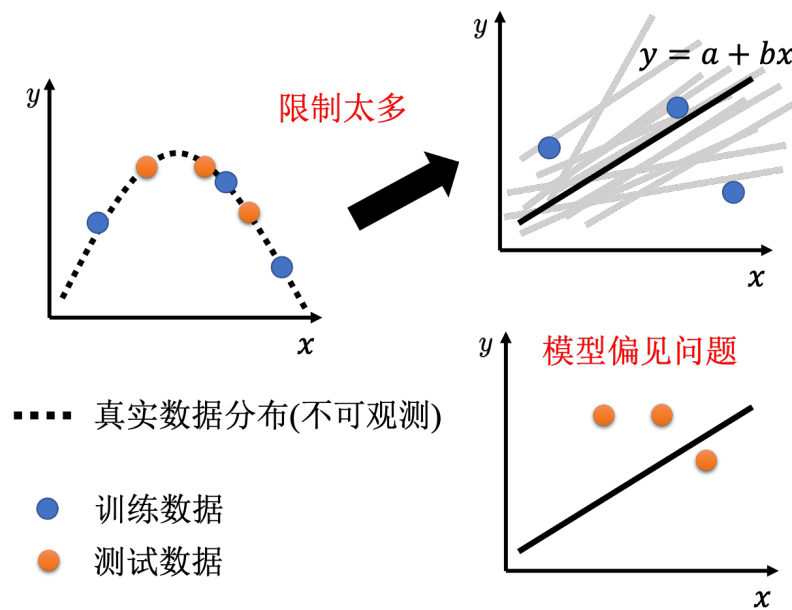 y
限制太多
x
y
y = a + bx
x
y
模型偏见问题
x
真实数据分布(不可观测)
训练数据
测试数据